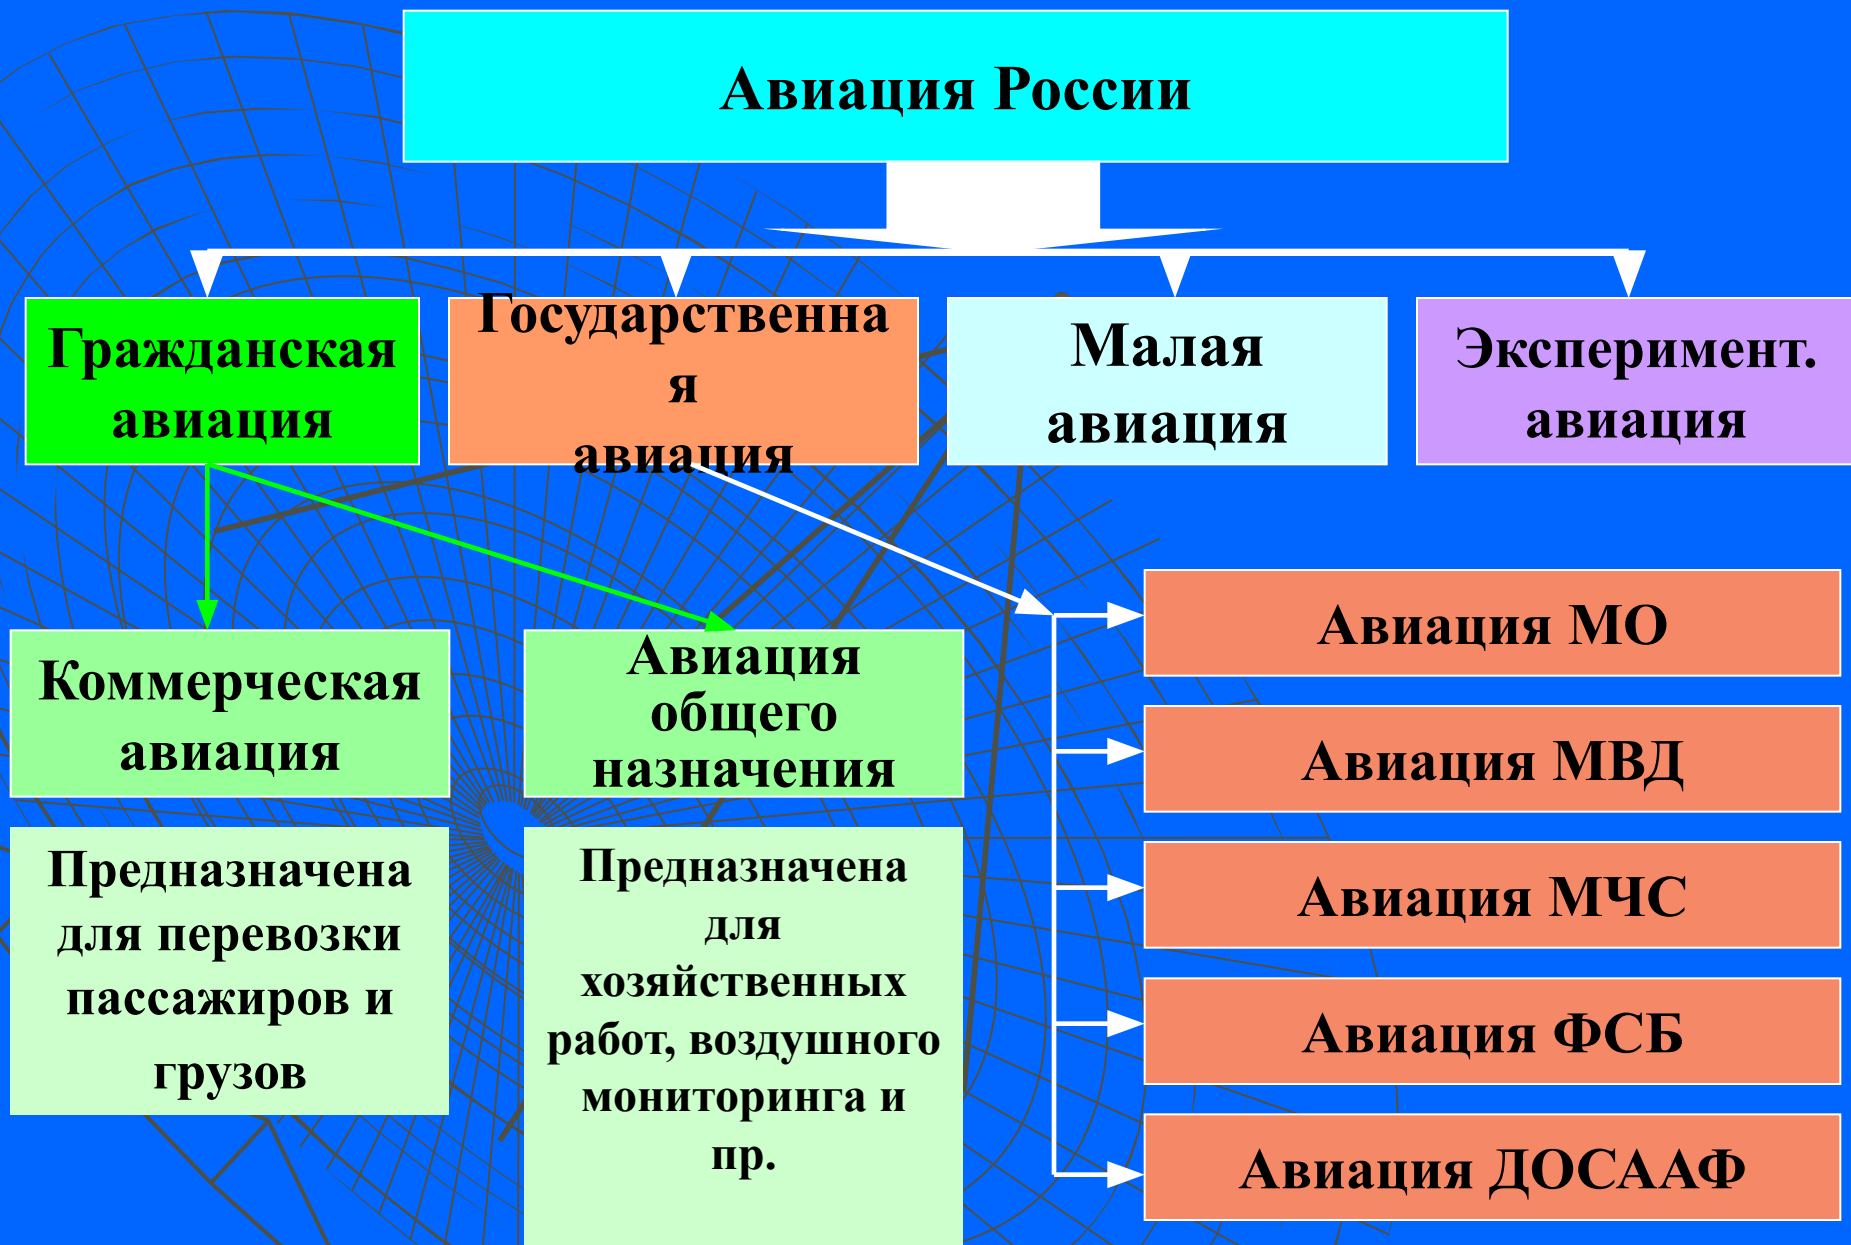 Авиация России
Гражданская
авиация
Государственна
я
авиация
Малая
авиация
Эксперимент.
авиация
Коммерческая
авиация
Предназначена
для перевозки
пассажиров и
грузов
Авиация
общего
назначения
Предназначена
для
хозяйственных
работ, воздушного
мониторинга и
пр.
Авиация МО
Авиация МВД
Авиация МЧС
Авиация ФСБ
Авиация ДОСААФ